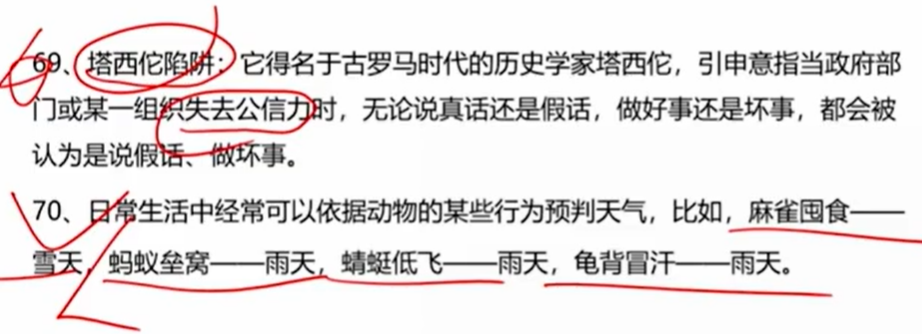 69、塔西佗陷阱：它得名于古罗马时代的历史学家塔西佗，引申意指当政府部
门或某一组织失去公信力时，无论说真话还是假话，做好事还是坏事，都会被
认为是说假话、做坏事。
70、日常生活中经常可以依据动物的某些行为预判天气，比如，麻雀囤食——
雪天，蚂蚁垒窝——雨天，蜻蜓低飞——雨天，龟背冒汗——雨天。